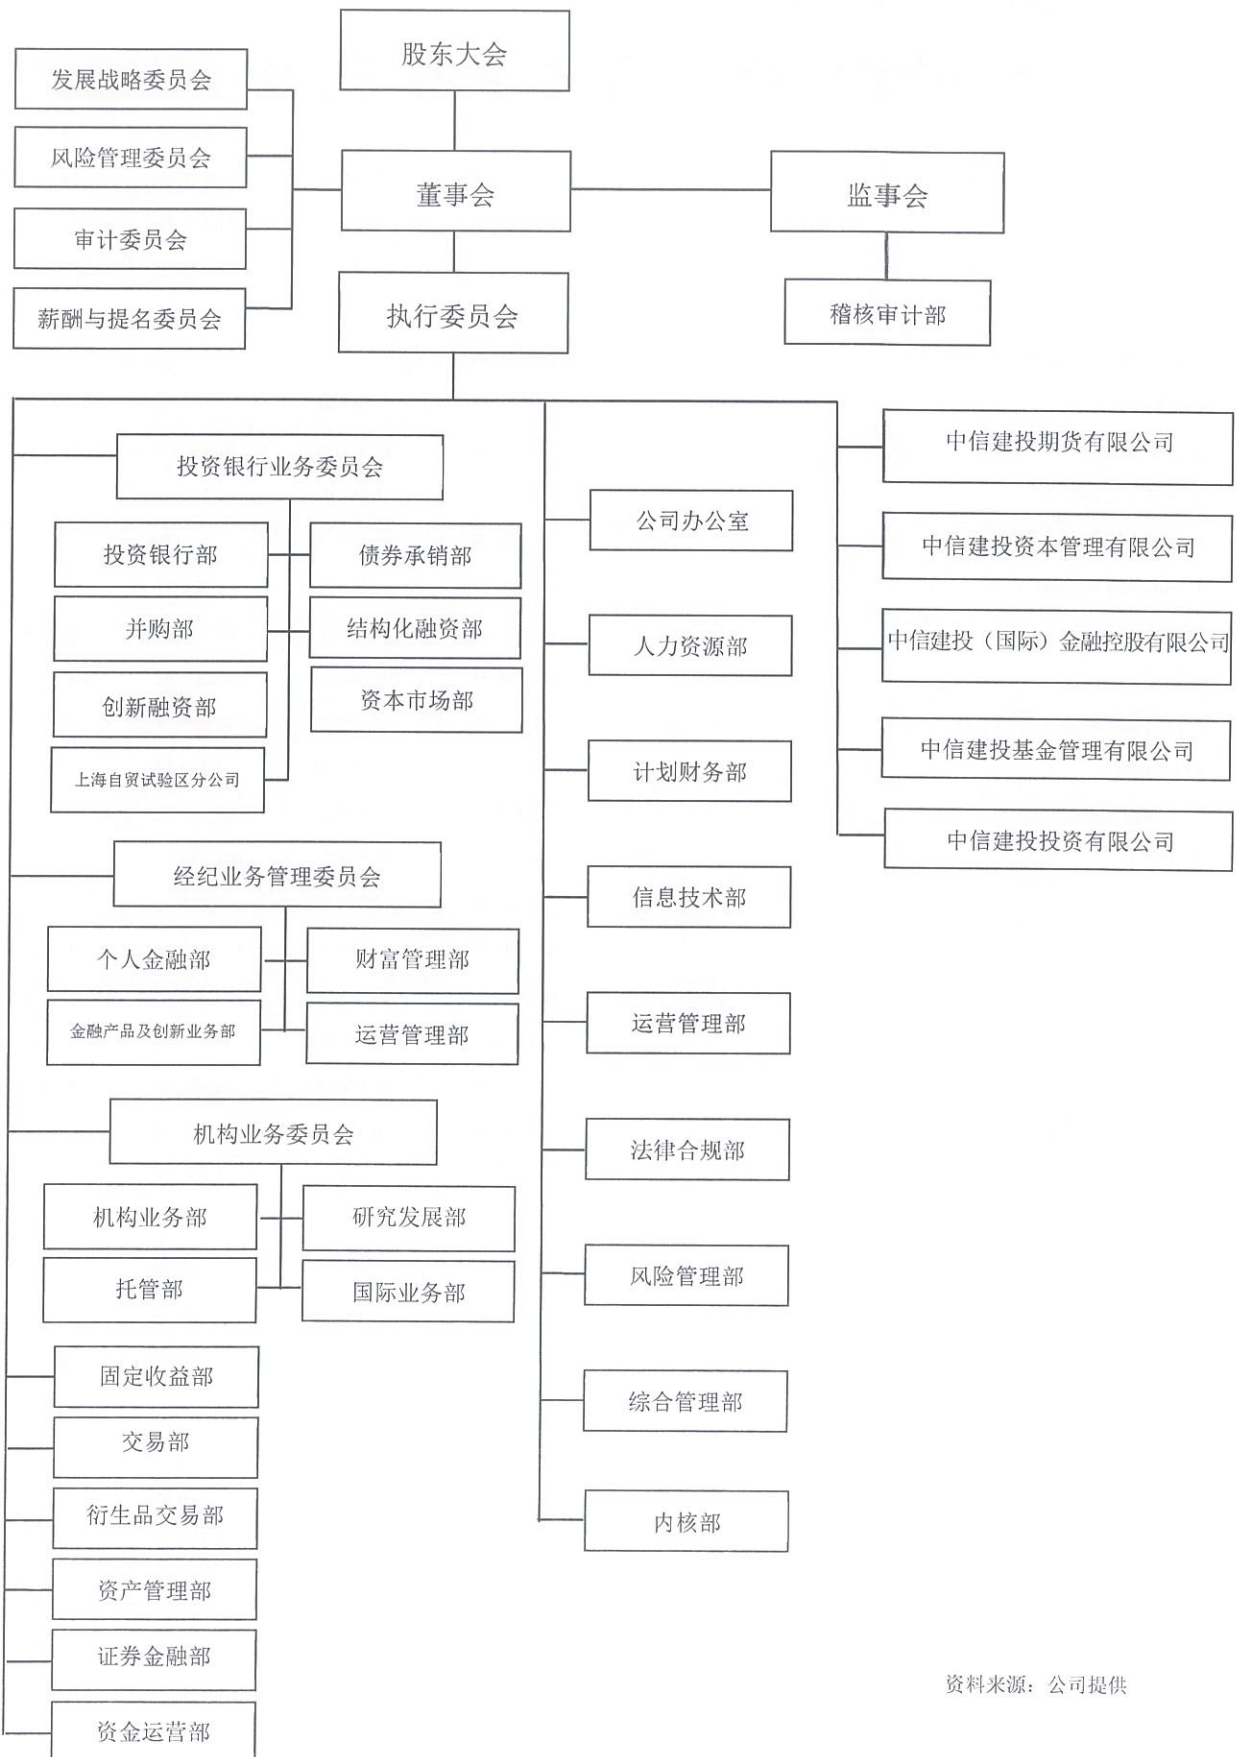 股东大会
发展战略委员会
风险管理委员会
审计委员会
薪酬与提名委员会
董事会
监事会
执行委员会
稽核审计部
投资银行业务委员会
投资银行部
债券承销部
并购部
结构化融资部
创新融资部
资本市场部
上海自贸试验区分公司
经纪业务管理委员会
个人金融部
财富管理部
金融产品及创新业务部
运营管理部
机构业务委员会
机构业务部
研究发展部
托管部
国际业务部
固定收益部
交易部
衍生品交易部
资产管理部
证券金融部
资金运营部
公司办公室
人力资源部
计划财务部
信息技术部
运营管理部
法律合规部
风险管理部
综合管理部
内核部
中信建投期货有限公司
中信建投资本管理有限公司
中信建投（国际）金融控股有限公司
中信建投基金管理有限公司
中信建投投资有限公司
资料来源：公司提供